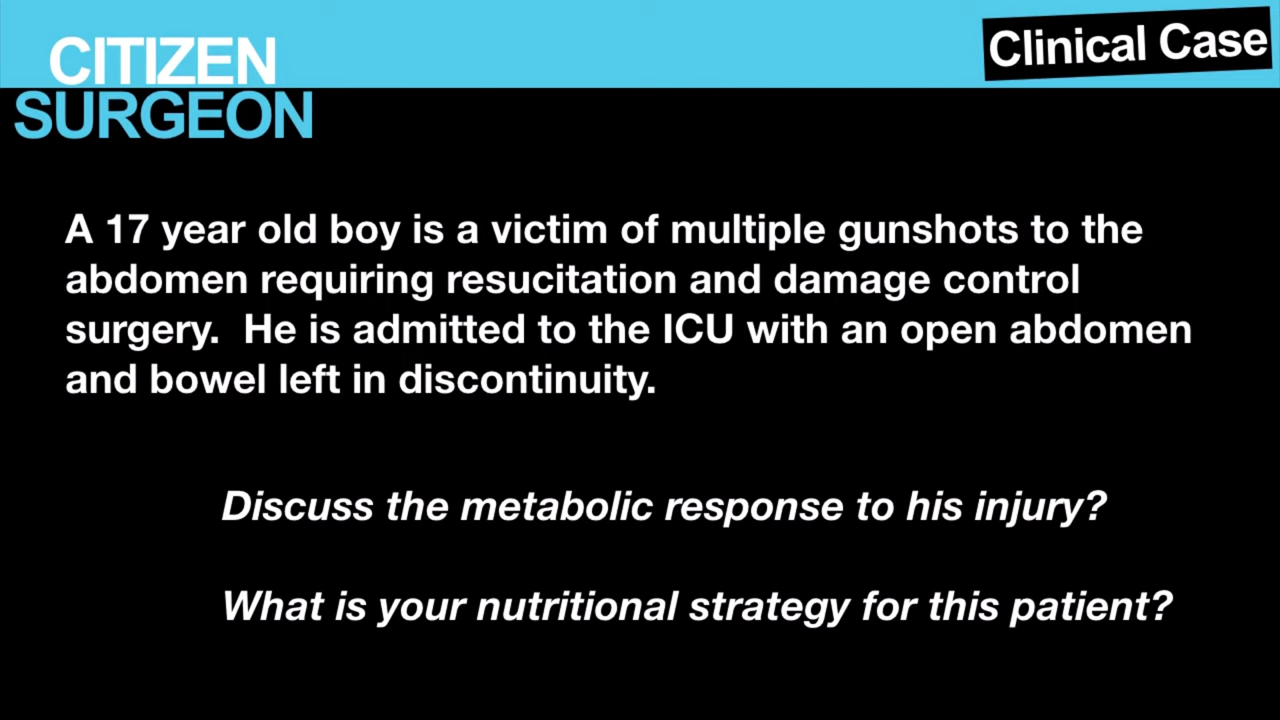 CITIZEN
SURGEON
Clinical Case
A 17 year old boy is a victim of multiple gunshots to the
abdomen requiring resucitation and damage control
surgery.  He is admitted to the ICU with an open abdomen
and bowel left in discontinuity.
Discuss the metabolic response to his injury?
What is your nutritional strategy for this patient?